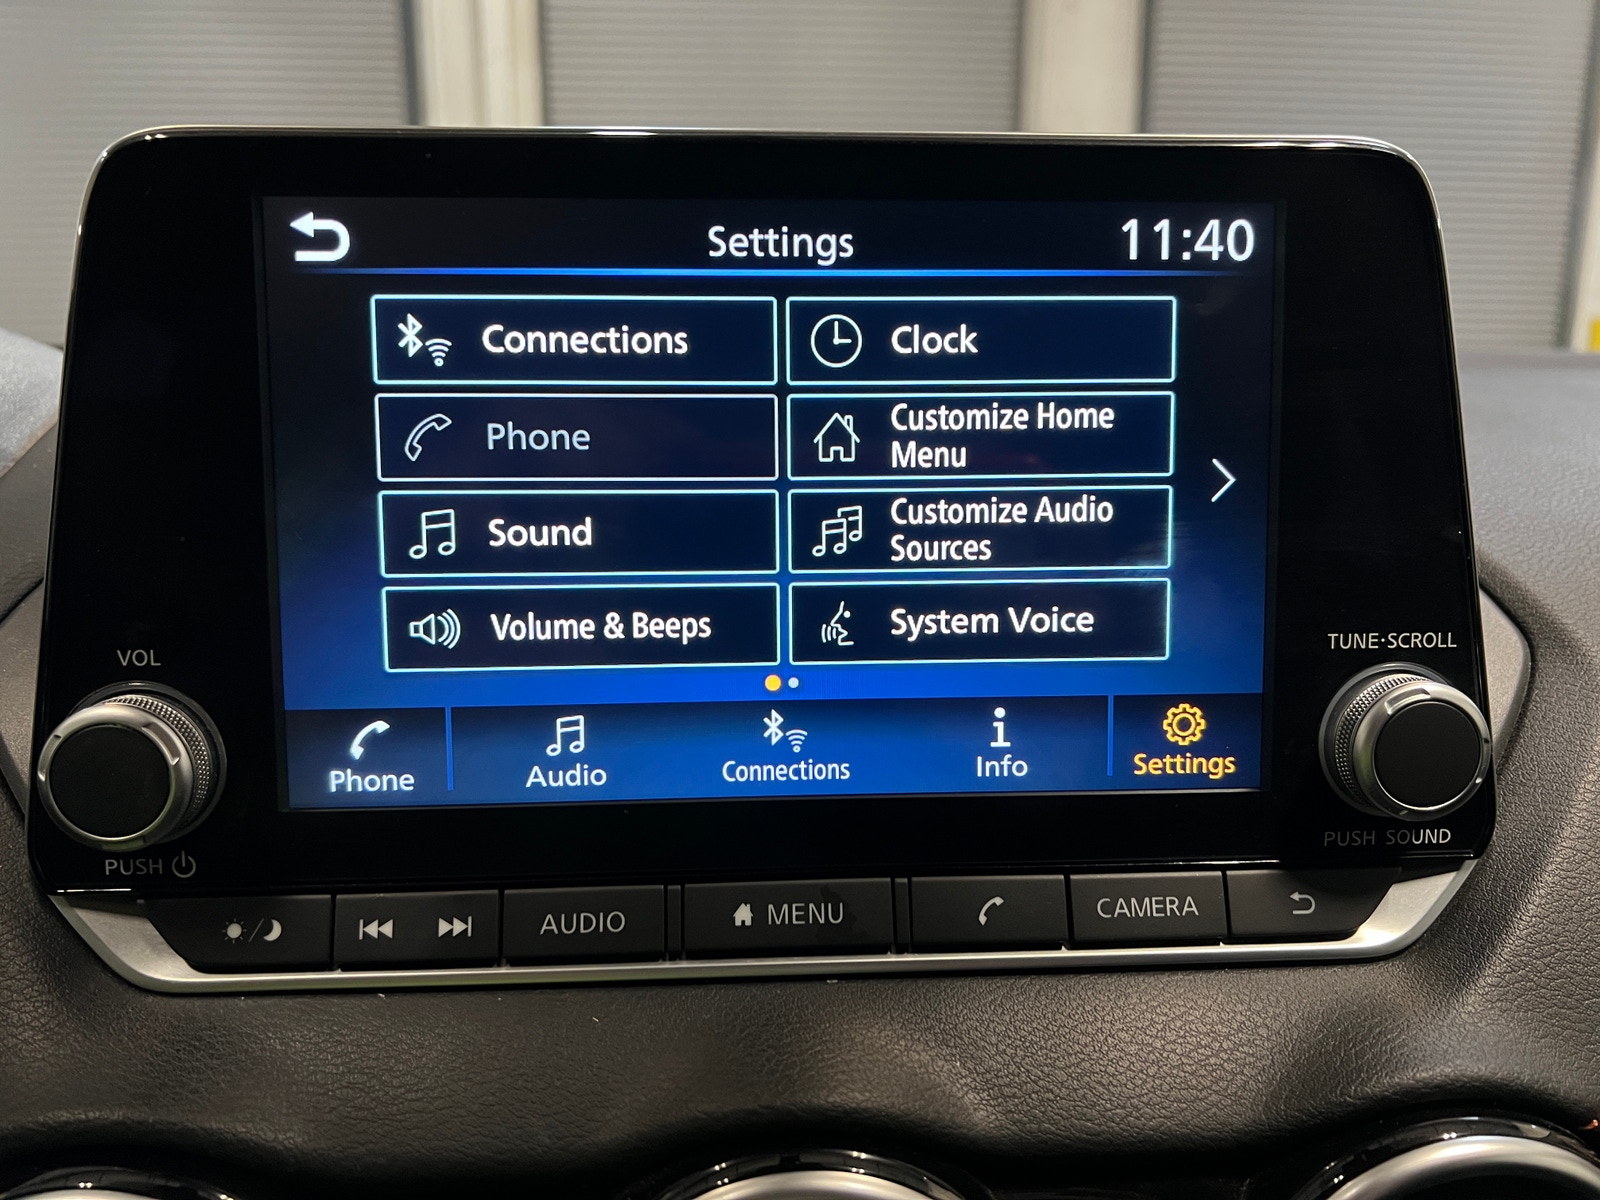 Settings
11:40
Connections
Clock
Phone
Customize Home
Menu
Sound
Customize Audio
Sources
Volume & Beeps
System Voice
Phone
Audio
Connections
Info
Settings
VOL
PUSH
TUNE·SCROLL
PUSH SOUND
AUDIO
MENU
CAMERA